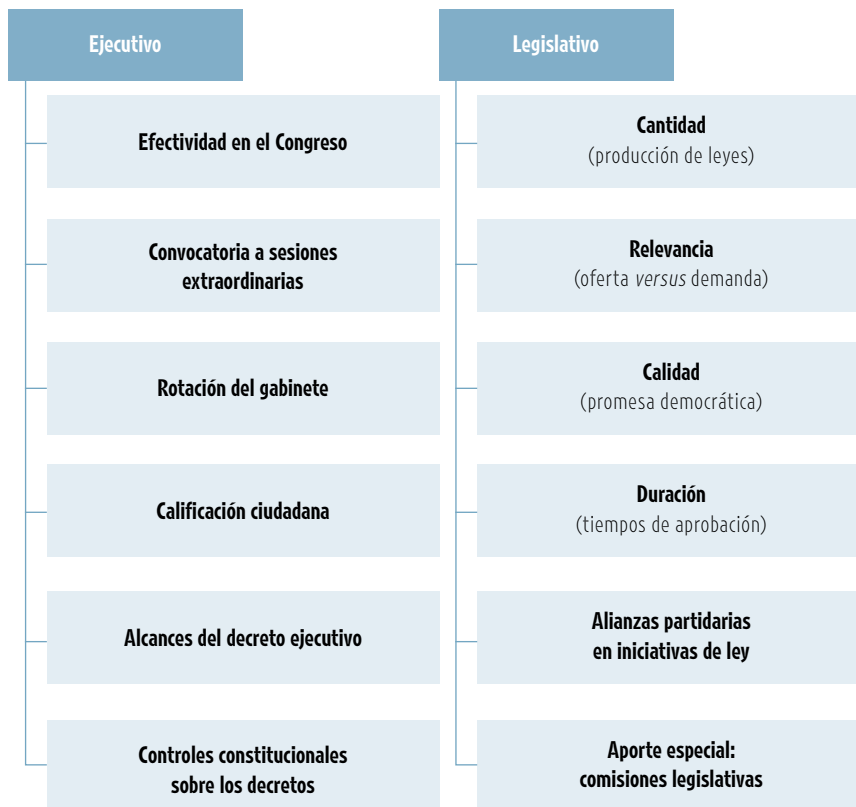 Ejecutivo
Efectividad en el Congreso
Convocatoria a sesiones
extraordinarias
Rotación del gabinete
Calificación ciudadana
Alcances del decreto ejecutivo
Controles constitucionales
sobre los decretos
Legislativo
Cantidad
(producción de leyes)
Relevancia
(oferta versus demanda)
Calidad
(promesa democrática)
Duración
(tiempos de aprobación)
Alianzas partidarias
en iniciativas de ley
Aporte especial:
comisiones legislativas